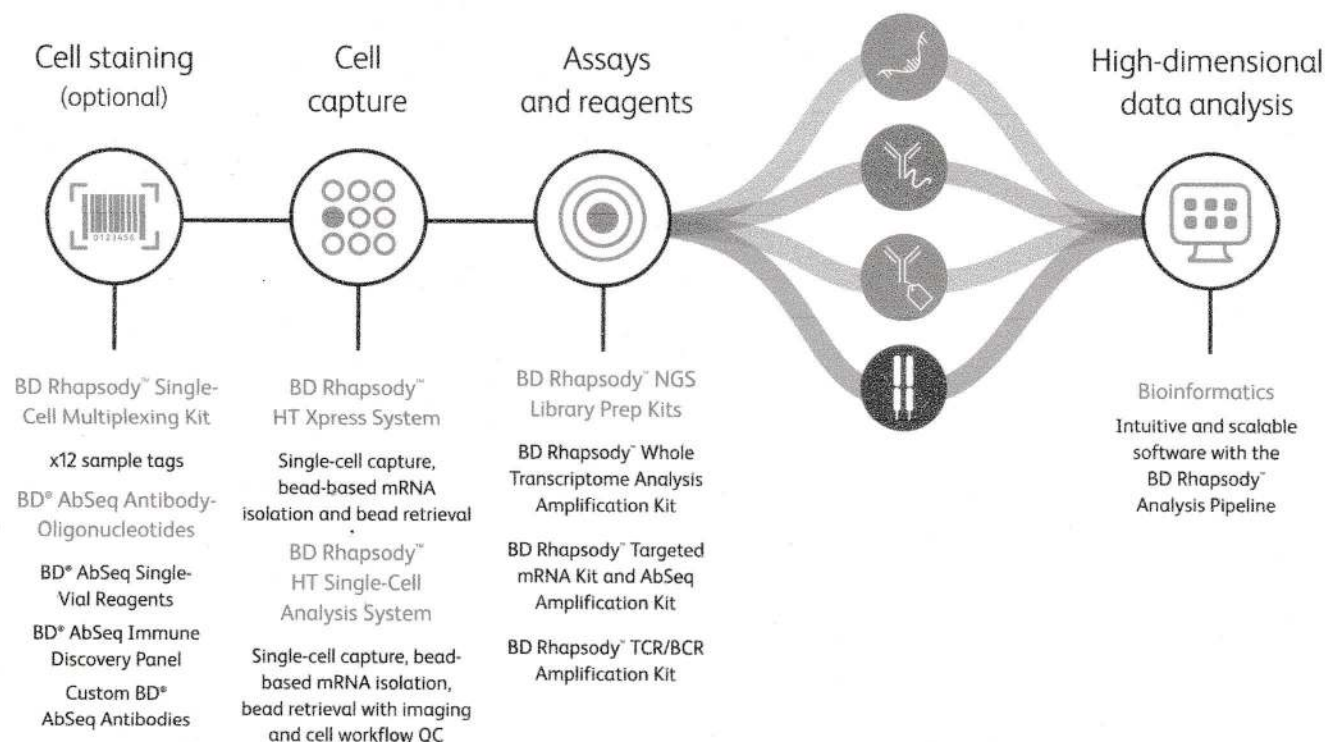 Cell staining
(optional)
Cell
capture
Assays
and reagents
High-dimensional
data analysis
0123456
BD Rhapsody™ Single-
Cell Multiplexing Kit
x12 sample tags
BD® AbSeq Antibody-
Oligonucleotides
BD® AbSeq Single-
Vial Reagents
BD® AbSeq Immune
Discovery Panel
Custom BD®
AbSeq Antibodies
BD Rhapsody™
HT Xpress System
Single-cell capture,
bead-based mRNA
isolation and bead retrieval
BD Rhapsody™
HT Single-Cell
Analysis System
Single-cell capture, bead-
based mRNA isolation,
bead retrieval with imaging
and cell workflow QC
BD Rhapsody™ NGS
Library Prep Kits
BD Rhapsody™ Whole
Transcriptome Analysis
Amplification Kit
BD Rhapsody™ Targeted
mRNA Kit and AbSeq
Amplification Kit
BD Rhapsody™ TCR/BCR
Amplification Kit
Bioinformatics
Intuitive and scalable
software with the
BD Rhapsody™
Analysis Pipeline